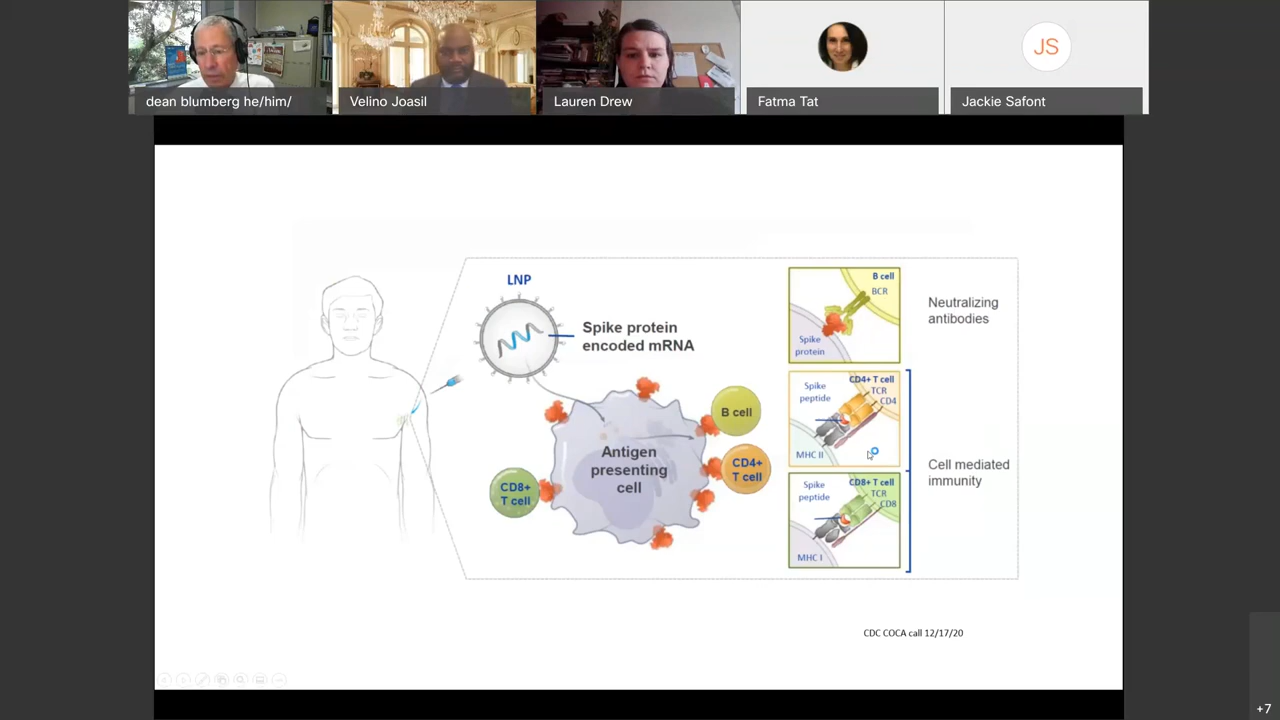 dean blumberg he/him/
Velino Joasil
Lauren Drew
Fatma Tat
JS
Jackie Safont
LNP
Spike protein
encoded mRNA
Antigen
presenting
cell
B cell
CD4+
T cell
CD8+
T cell
B cell
BCR
Spike
protein
Neutralizing
antibodies
CD4+ T cell
TCR
CD4
Spike
peptide
MHC II
CD8+ T cell
TCR
CD8
Spike
peptide
MHC I
Cell mediated
immunity
CDC COCA call 12/17/20
+7